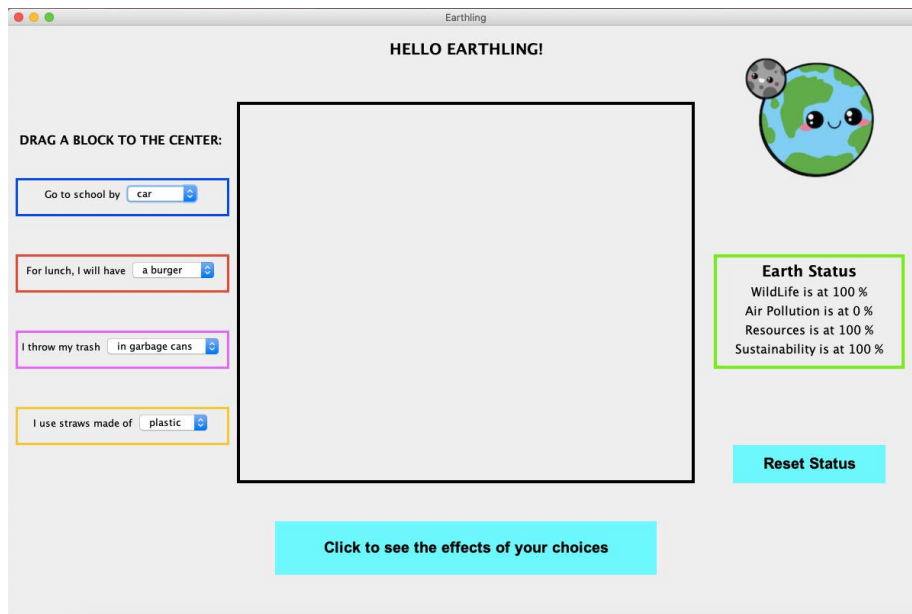 Earthling
HELLO EARTHLING!
DRAG A BLOCK TO THE CENTER:
Go to school by car
For lunch, I will have a burger
I throw my trash in garbage cans
I use straws made of plastic
Earth Status
WildLife is at 100 %
Air Pollution is at 0 %
Resources is at 100 %
Sustainability is at 100 %
Reset Status
Click to see the effects of your choices